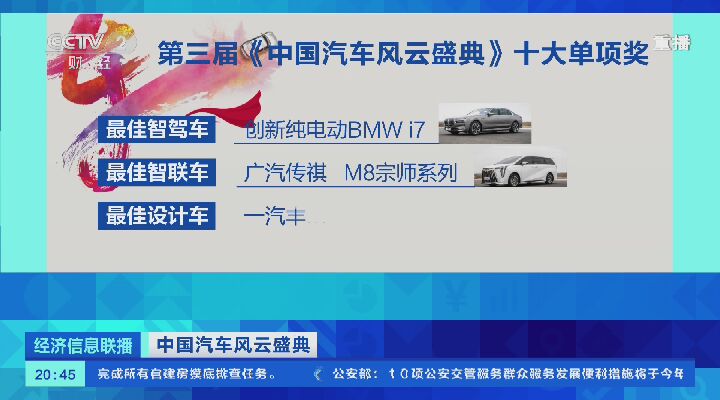 CCTV 2
财经
重播
第三届《中国汽车风云盛典》十大单项奖
最佳智驾车 创新纯电动BMW i7
最佳智联车 广汽传祺 M8宗师系列
最佳设计车 一汽丰
经济信息联播 中国汽车风云盛典
20:45 完成所有自建房摸底排查任务。 公安部:10项公安交管服务群众服务发展便利措施将于今年